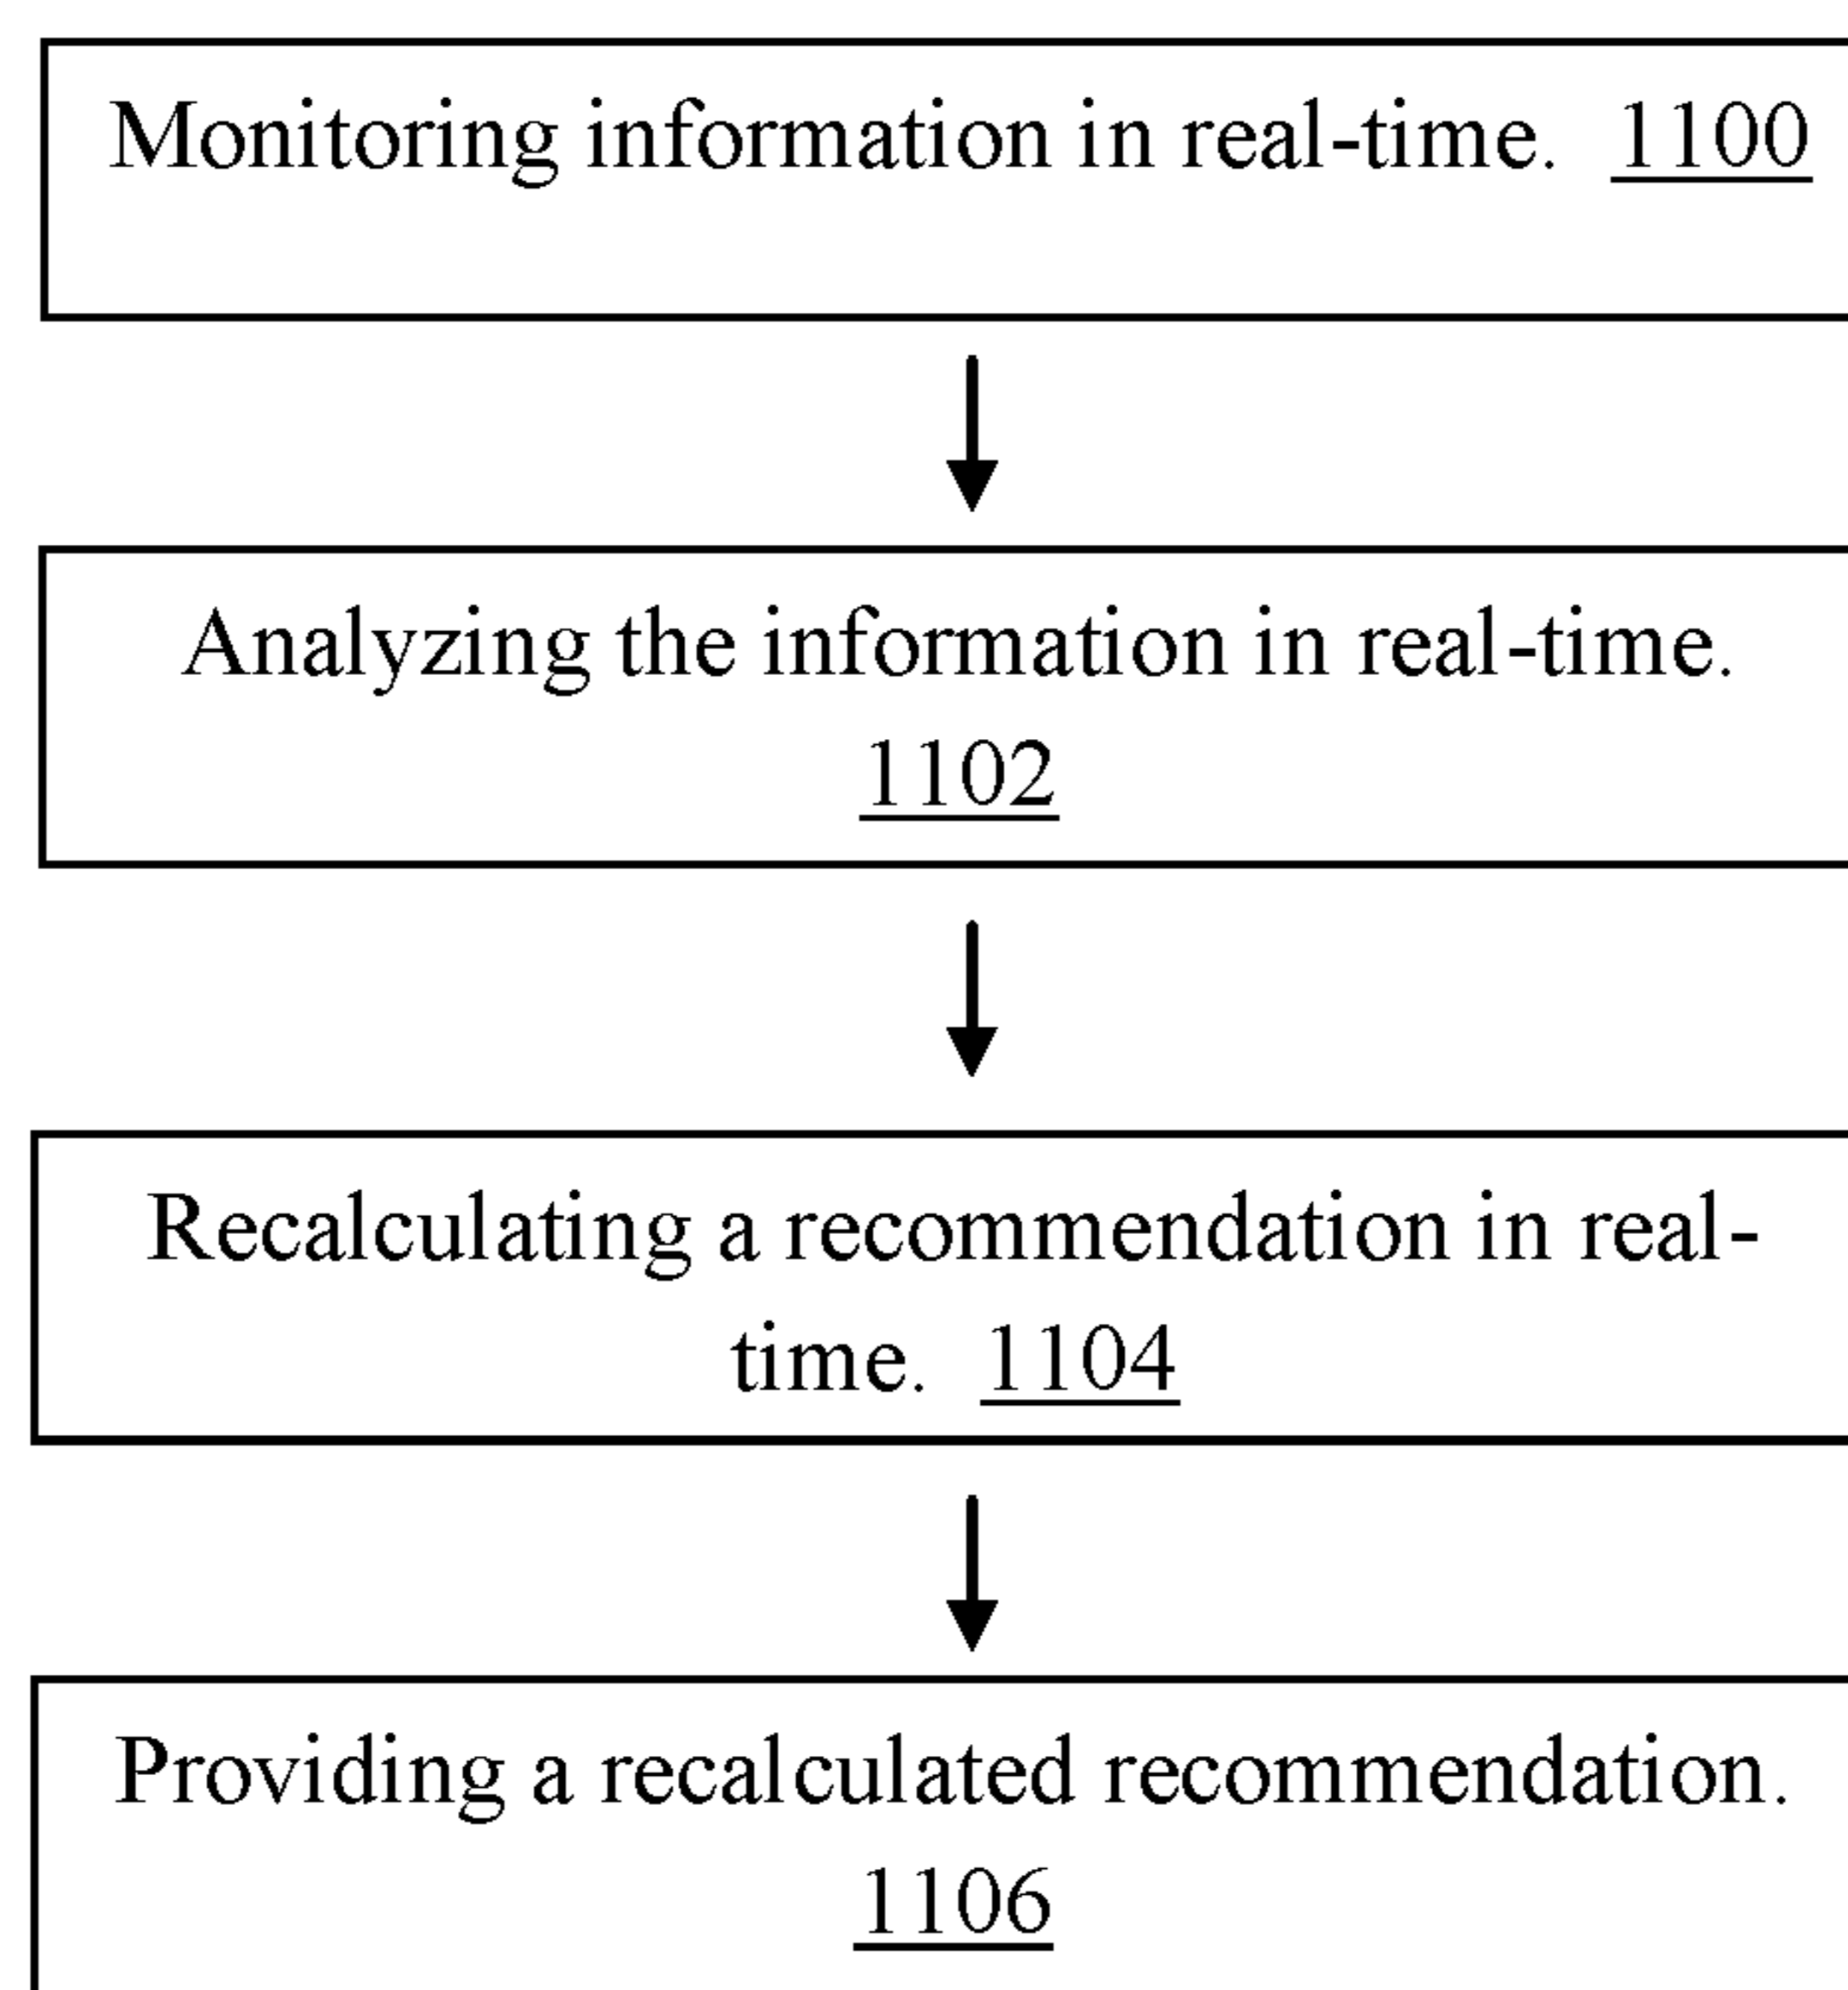 Monitoring information in real-time. 1100
Analyzing the information in real-time.
1102
Recalculating a recommendation in real-
time. 1104
Providing a recalculated recommendation.
1106